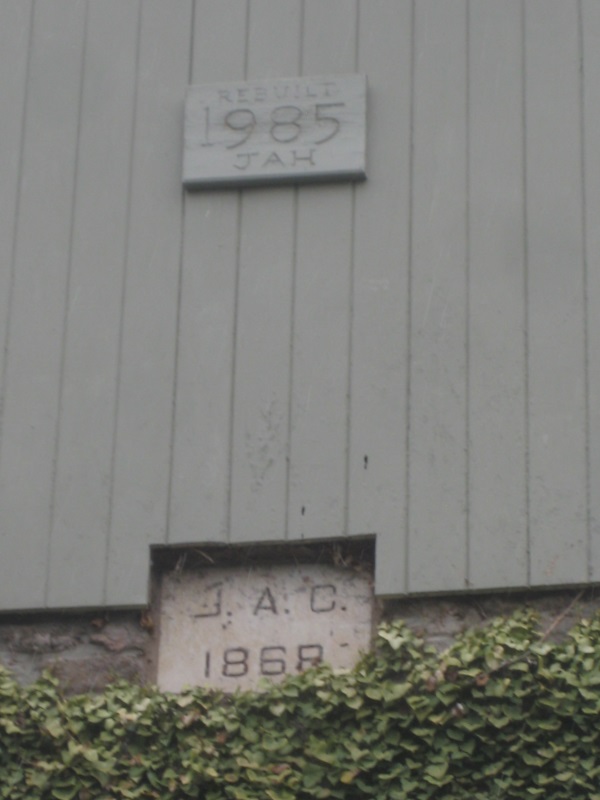 REBUILT
1985
JAH
J. A. C.
1868